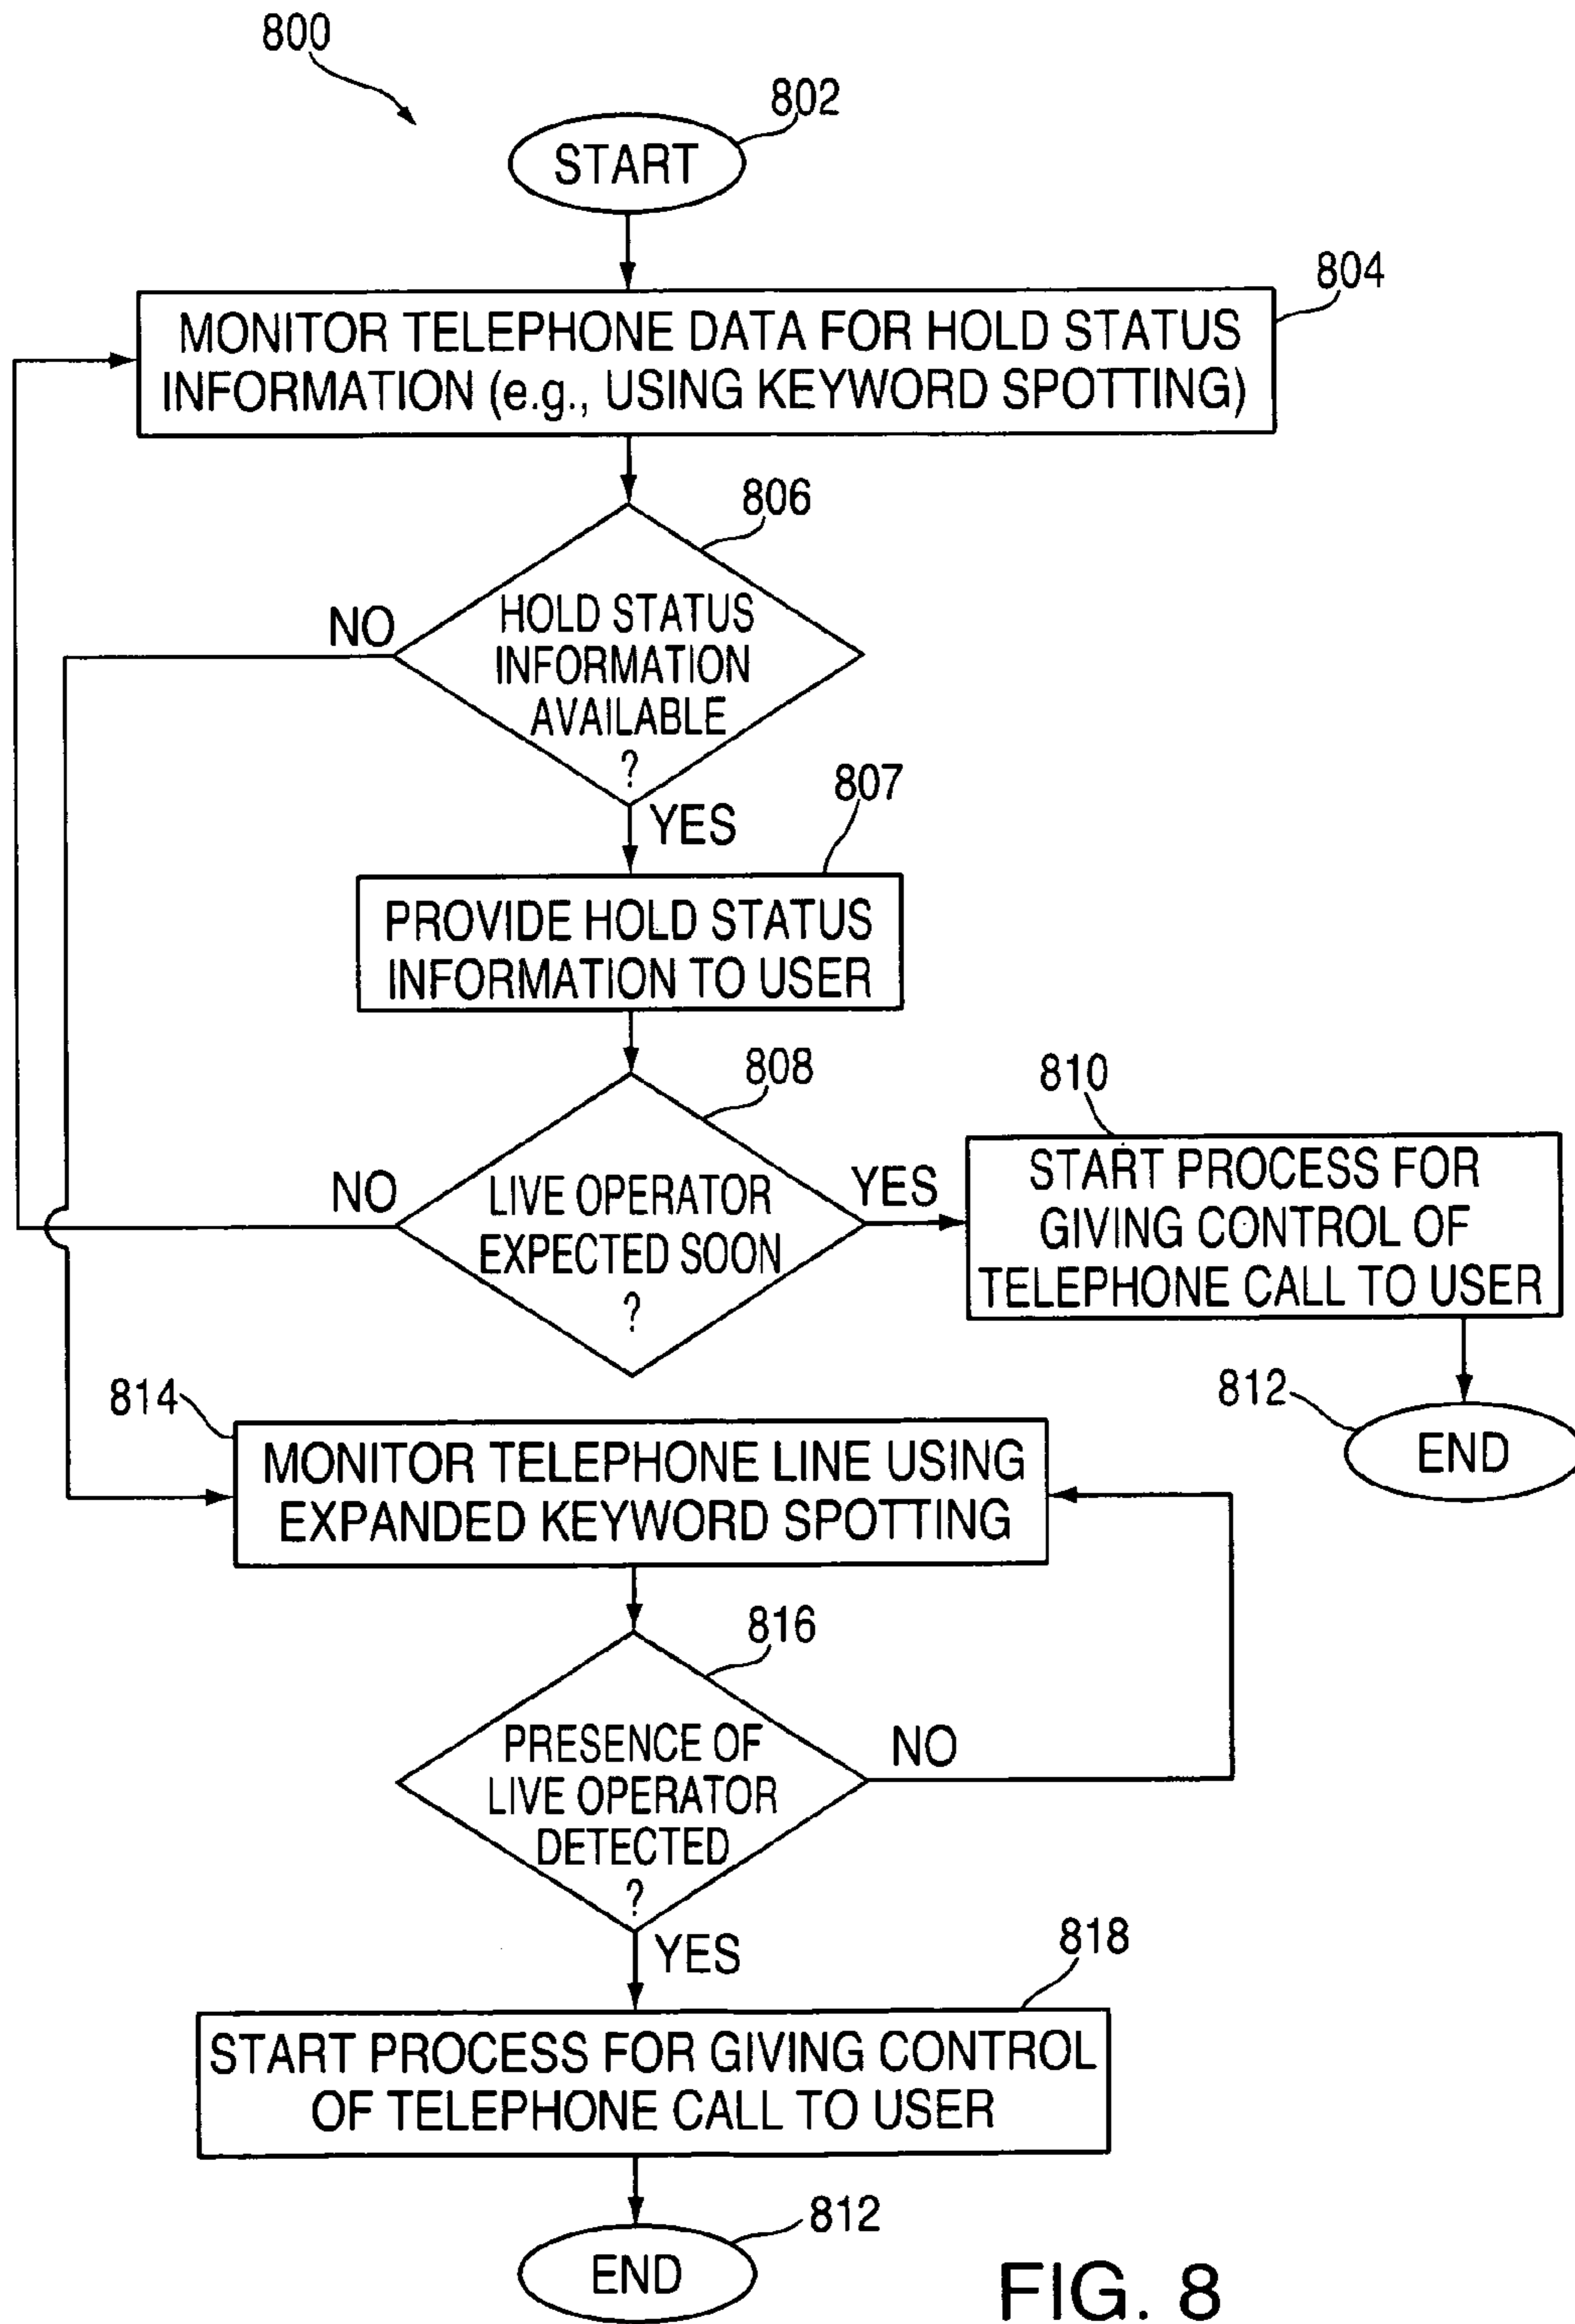 800
802
START
804
MONITOR TELEPHONE DATA FOR HOLD STATUS
INFORMATION (e.g., USING KEYWORD SPOTTING)
806
NO
HOLD STATUS
INFORMATION
AVAILABLE
?
YES
807
PROVIDE HOLD STATUS
INFORMATION TO USER
808
NO
LIVE OPERATOR
EXPECTED SOON
?
YES
810
START PROCESS FOR
GIVING CONTROL OF
TELEPHONE CALL TO USER
812
END
814
MONITOR TELEPHONE LINE USING
EXPANDED KEYWORD SPOTTING
816
PRESENCE OF
LIVE OPERATOR
DETECTED
?
NO
YES
818
START PROCESS FOR GIVING CONTROL
OF TELEPHONE CALL TO USER
812
END
FIG. 8